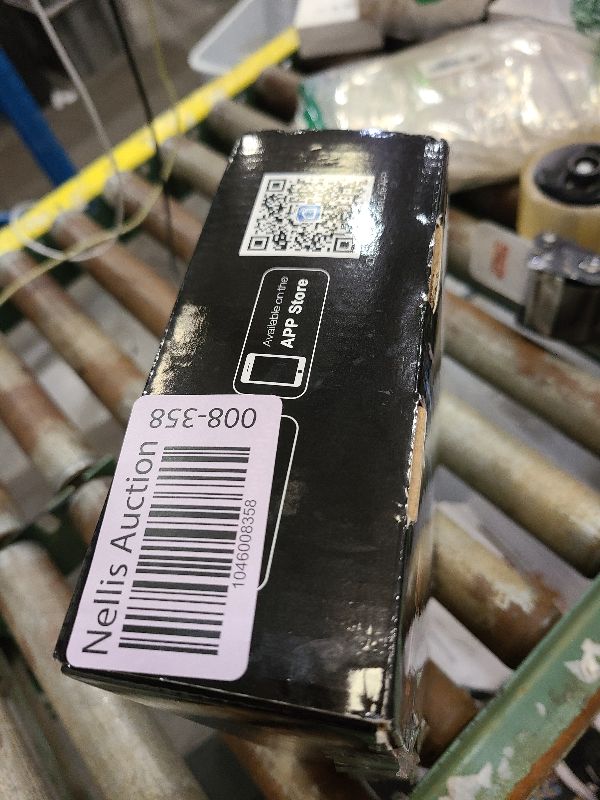 Available on the
APP Store
Nellis Auction
1046008358
008-358